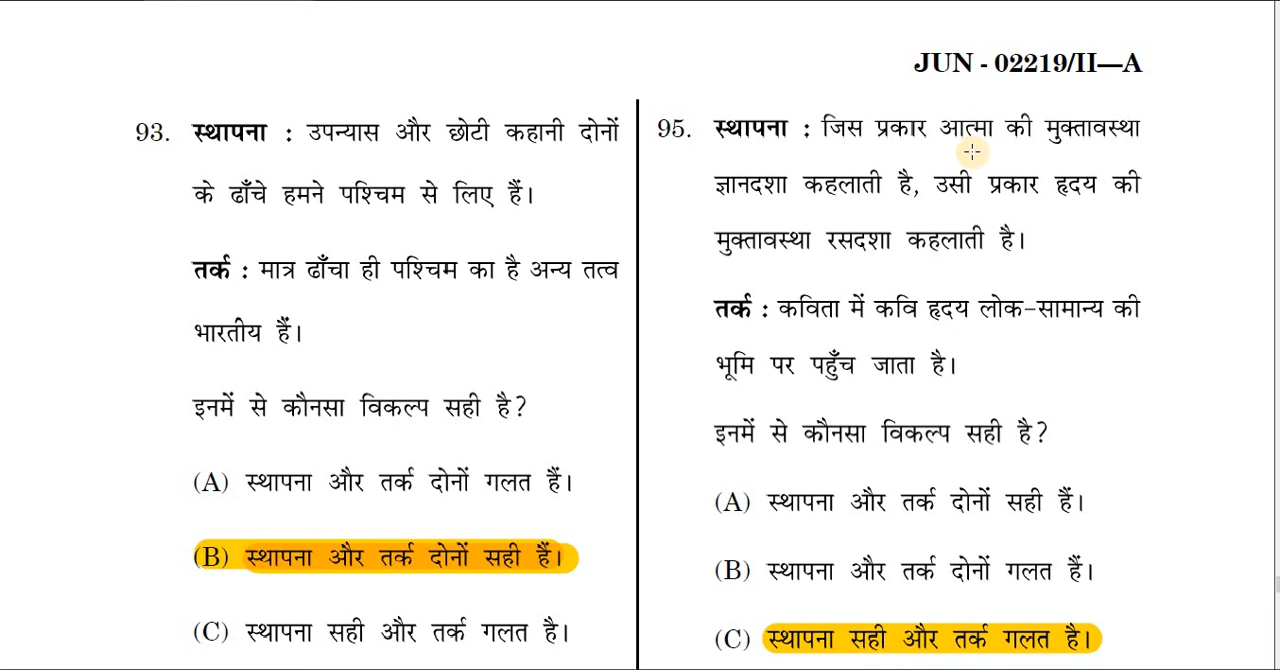 JUN - 02219/II—A
93. स्थापना : उपन्यास और छोटी कहानी दोनों
के ढाँचे हमने पश्चिम से लिए हैं।
तर्क : मात्र ढाँचा ही पश्चिम का है अन्य तत्व
भारतीय हैं।
इनमें से कौनसा विकल्प सही है?
(A) स्थापना और तर्क दोनों गलत हैं।
(B) स्थापना और तर्क दोनों सही हैं।
(C) स्थापना सही और तर्क गलत है।
95. स्थापना : जिस प्रकार आत्मा की मुक्तावस्था
ज्ञानदशा कहलाती है, उसी प्रकार हृदय की
मुक्तावस्था रसदशा कहलाती है।
तर्क : कविता में कवि हृदय लोक-सामान्य की
भूमि पर पहुँच जाता है।
इनमें से कौनसा विकल्प सही है?
(A) स्थापना और तर्क दोनों सही हैं।
(B) स्थापना और तर्क दोनों गलत हैं।
(C) स्थापना सही और तर्क गलत है।